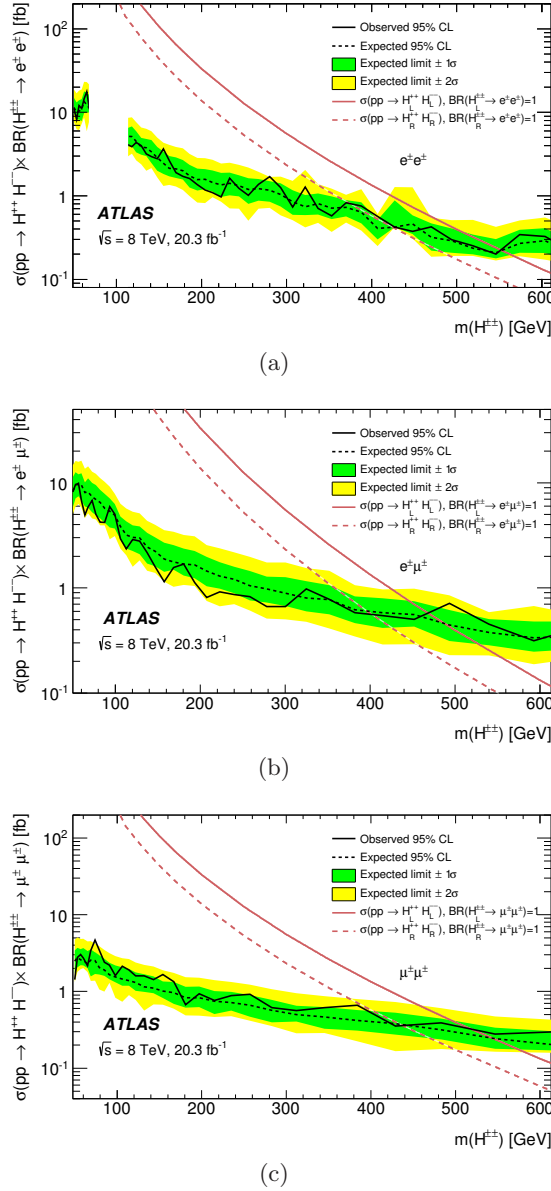 σ(pp → H⁺⁺ H⁻⁻)× BR(H^±± → e^± e^±) [fb]
10²
10
1
10⁻¹
Observed 95% CL
Expected 95% CL
Expected limit ± 1σ
Expected limit ± 2σ
σ(pp → H_L⁺⁺ H_L⁻⁻), BR(H_L^±± → e^±e^±)=1
σ(pp → H_R⁺⁺ H_R⁻⁻), BR(H_R^±± → e^±e^±)=1
e^±e^±
ATLAS
√s = 8 TeV, 20.3 fb⁻¹
100 200 300 400 500 600
m(H^±±) [GeV]
(a)
σ(pp → H⁺⁺ H⁻⁻)× BR(H^±± → e^± μ^±) [fb]
10
1
10⁻¹
Observed 95% CL
Expected 95% CL
Expected limit ± 1σ
Expected limit ± 2σ
σ(pp → H_L⁺⁺ H_L⁻⁻), BR(H_L^±± → e^±μ^±)=1
σ(pp → H_R⁺⁺ H_R⁻⁻), BR(H_R^±± → e^±μ^±)=1
e^±μ^±
ATLAS
√s = 8 TeV, 20.3 fb⁻¹
100 200 300 400 500 600
m(H^±±) [GeV]
(b)
σ(pp → H⁺⁺ H⁻⁻)× BR(H^±± → μ^± μ^±) [fb]
10²
10
1
10⁻¹
Observed 95% CL
Expected 95% CL
Expected limit ± 1σ
Expected limit ± 2σ
σ(pp → H_L⁺⁺ H_L⁻⁻), BR(H_L^±± → μ^±μ^±)=1
σ(pp → H_R⁺⁺ H_R⁻⁻), BR(H_R^±± → μ^±μ^±)=1
μ^±μ^±
ATLAS
√s = 8 TeV, 20.3 fb⁻¹
100 200 300 400 500 600
m(H^±±) [GeV]
(c)